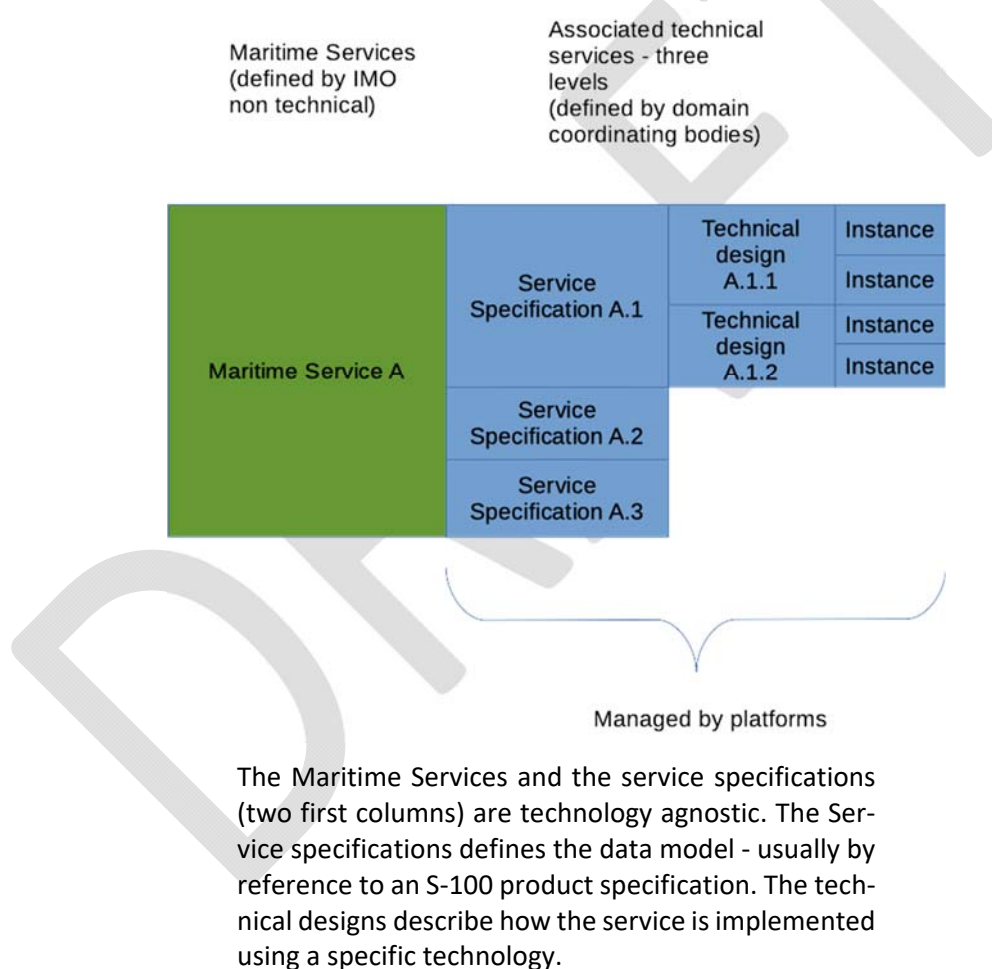 Maritime Services
(defined by IMO
non technical)
Associated technical
services - three
levels
(defined by domain
coordinating bodies)
Maritime Service A
Service
Specification A.1
Technical
design
A.1.1
Instance
Instance
Technical
design
A.1.2
Instance
Instance
Service
Specification A.2
Service
Specification A.3
Managed by platforms
The Maritime Services and the service specifications
(two first columns) are technology agnostic. The Ser-
vice specifications defines the data model - usually by
reference to an S-100 product specification. The tech-
nical designs describe how the service is implemented
using a specific technology.